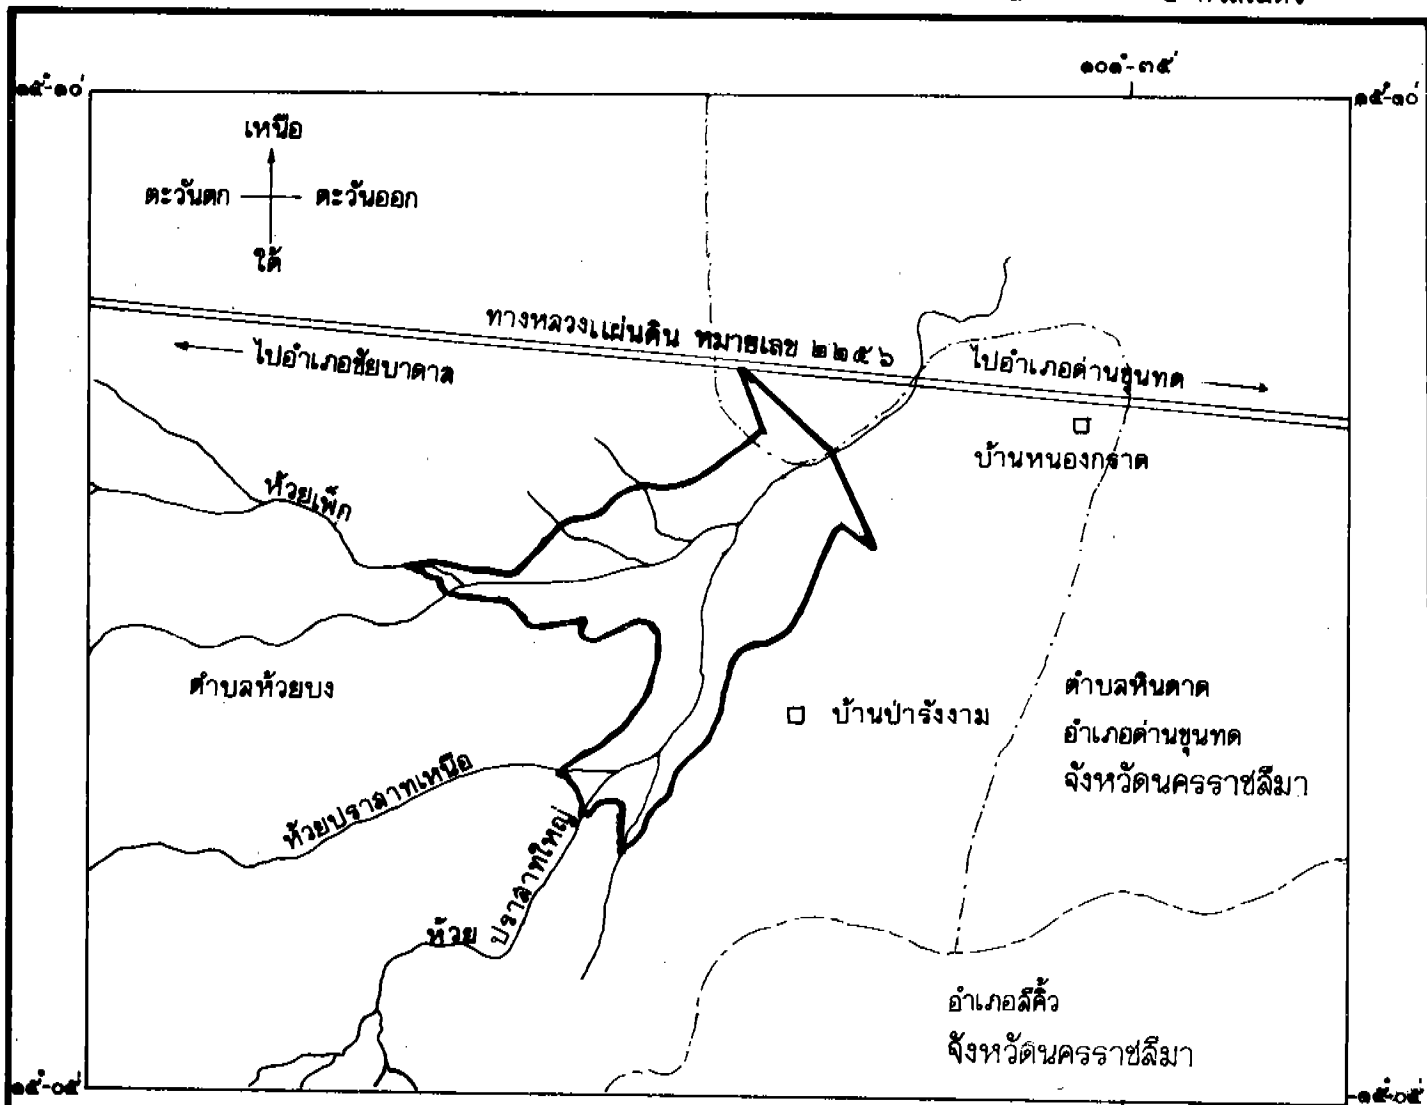 ๑๐๑°-๓๕'
๑๕°-๑๐'
๑๕°-๑๐'
เหนือ
ตะวันตก
ตะวันออก
ใต้
ทางหลวงแผ่นดิน หมายเลข ๒๒๕๖
ไปอำเภอชัยบาดาล
ไปอำเภอด่านขุนทด
บ้านหนองกราด
ห้วยเพ็ก
ตำบลห้วยบง
ตำบลหินดาด
อำเภอด่านขุนทด
จังหวัดนครราชสีมา
บ้านป่ารังงาม
ห้วยปราสาทเหนือ
ห้วย ปราสาทใหญ่
อำเภอสีคิ้ว
จังหวัดนครราชสีมา
๑๕°-๐๕'
๑๕°-๐๕'